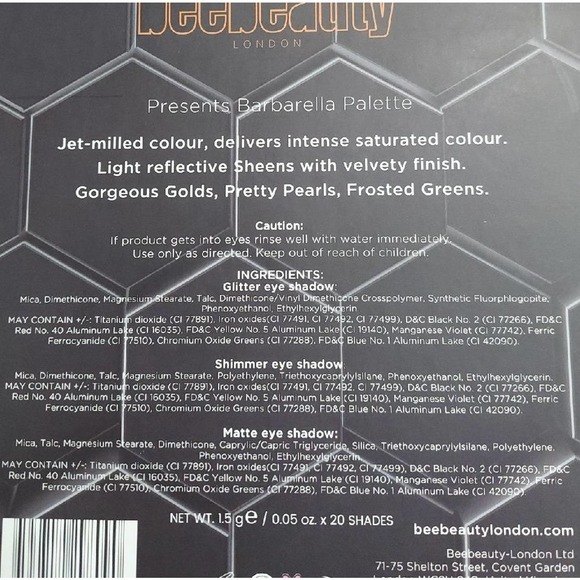 beebeauty
LONDON
Presents Barbarella Palette
Jet-milled colour, delivers intense saturated colour.
Light reflective Sheens with velvety finish.
Gorgeous Golds, Pretty Pearls, Frosted Greens.
Caution:
If product gets into eyes rinse well with water immediately.
Use only as directed. Keep out of reach of children.
INGREDIENTS:
Glitter eye shadow:
Mica, Dimethicone, Magnesium Stearate, Talc, Dimethicone/Vinyl Dimethicone Crosspolymer, Synthetic Fluorphlogopite,
Phenoxyethanol, Ethylhexylglycerin
MAY CONTAIN +/-: Titanium dioxide (CI 77891), Iron oxides(CI 77491, CI 77492, CI 77499), D&C Black No. 2 (CI 77266), FD&C
Red No. 40 Aluminum Lake (CI 16035), FD&C Yellow No. 5 Aluminum Lake (CI 19140), Manganese Violet (CI 77742), Ferric
Ferrocyanide (CI 77510), Chromium Oxide Greens (CI 77288), FD&C Blue No. 1 Aluminum Lake (CI 42090).
Shimmer eye shadow:
Mica, Dimethicone, Talc, Magnesium Stearate, Polyethylene, Triethoxycaprylylsilane, Phenoxyethanol, Ethylhexylglycerin.
MAY CONTAIN +/-: Titanium dioxide (CI 77891), Iron oxides(CI 77491, CI 77492, CI 77499), D&C Black No. 2 (CI 77266), FD&C
Red No. 40 Aluminum Lake (CI 16035), FD&C Yellow No. 5 Aluminum Lake (CI 19140), Manganese Violet (CI 77742), Ferric
Ferrocyanide (CI 77510), Chromium Oxide Greens (CI 77288), FD&C Blue No. 1 Aluminum Lake (CI 42090).
Matte eye shadow:
Mica, Talc, Magnesium Stearate, Dimethicone, Caprylic/Capric Triglyceride, Silica, Triethoxycaprylylsilane, Polyethylene,
Phenoxyethanol, Ethylhexylglycerin.
MAY CONTAIN +/-: Titanium dioxide (CI 77891), Iron oxides(CI 77491, CI 77492, CI 77499), D&C Black No. 2 (CI 77266), FD&C
Red No. 40 Aluminum Lake (CI 16035), FD&C Yellow No. 5 Aluminum Lake (CI 19140), Manganese Violet (CI 77742), Ferric
Ferrocyanide (CI 77510), Chromium Oxide Greens (CI 77288), FD&C Blue No. 1 Aluminum Lake (CI 42090).
NET WT. 1.5 g e / 0.05 oz x 20 SHADES
beebeautylondon.com
Beebeauty-London Ltd
71-75 Shelton Street, Covent Garden
London